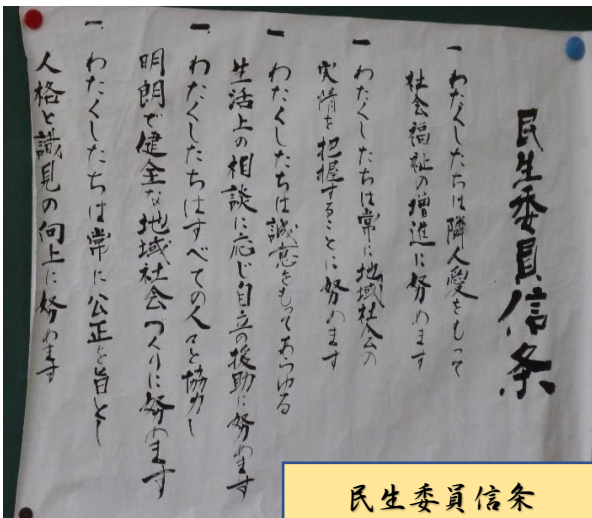 民生委員信条
一 わたくしたちは隣人愛をもって
社会福祉の増進に努めます
一 わたくしたちは常に地域社会の
実情を把握することに努めます
一 わたくしたちは誠意をもってあらゆる
生活上の相談に応じ自立の援助に努めます
一 わたくしたちはすべての人々と協力し
明朗で健全な地域社会づくりに努めます
一 わたくしたちは常に公正を旨とし
人格と識見の向上に努めます
民生委員信条